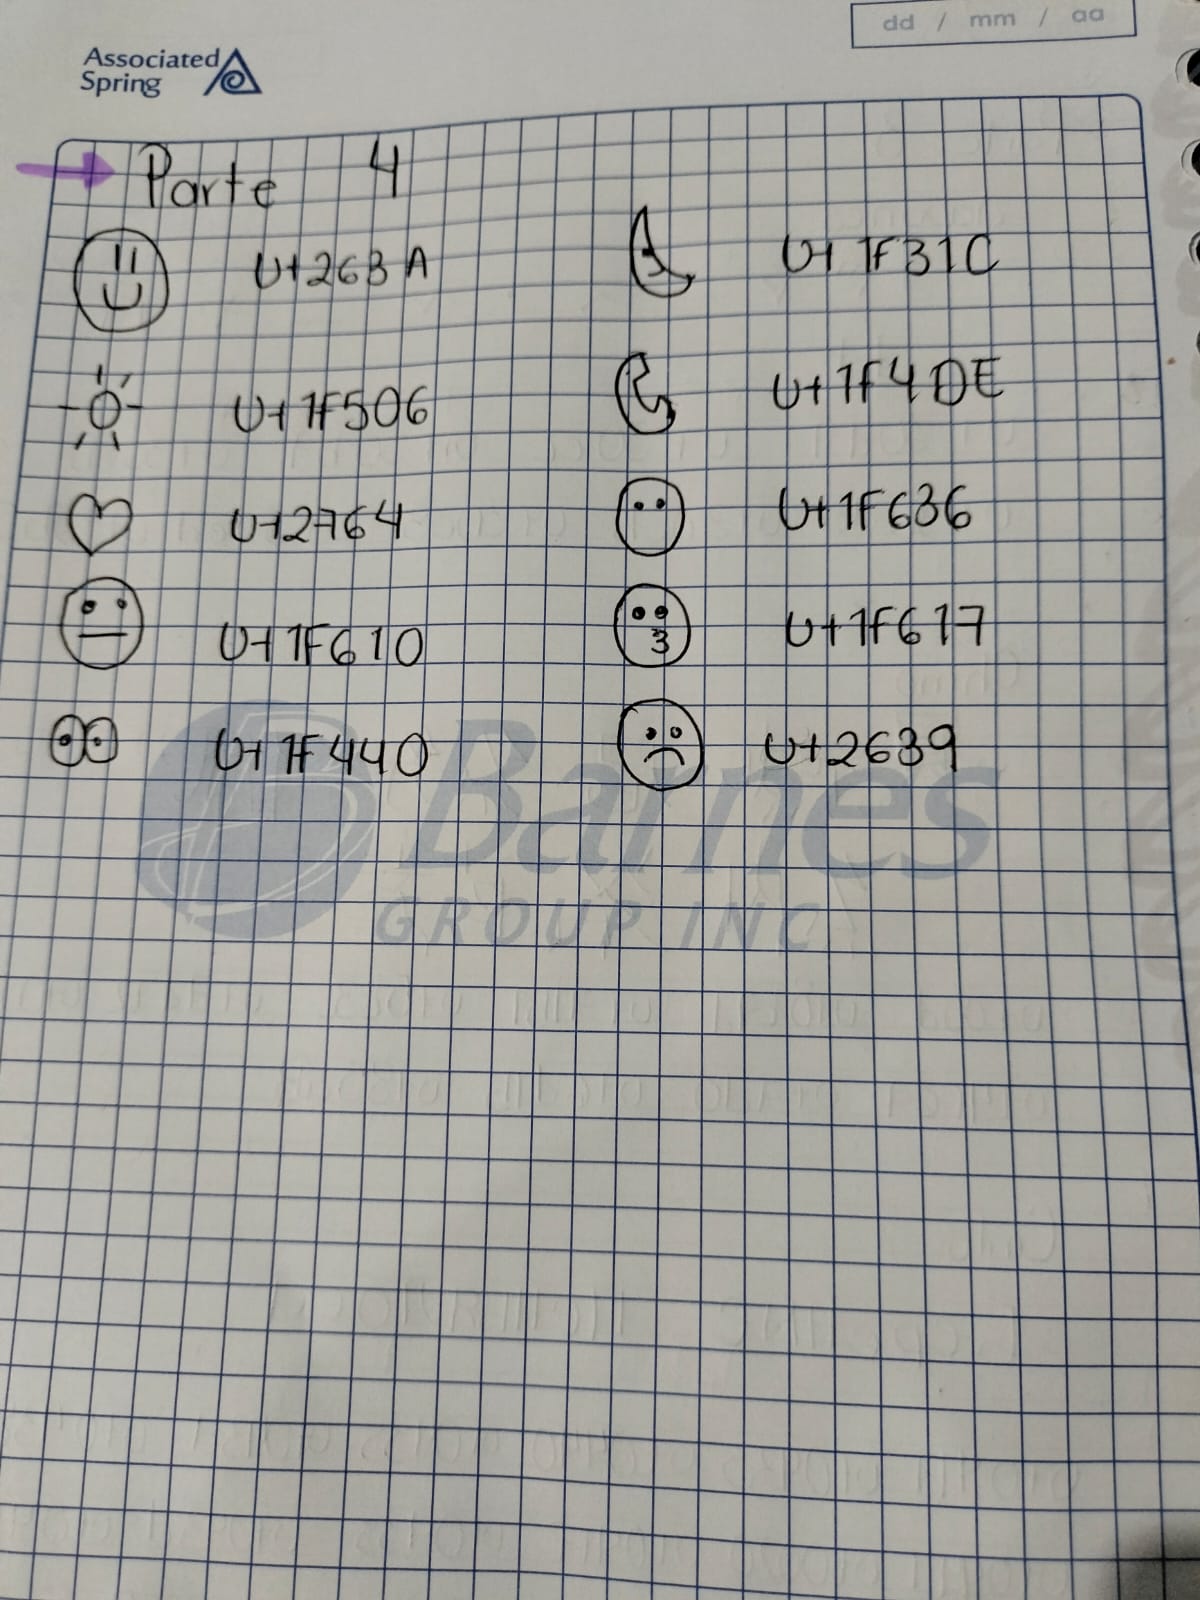 dd / mm / aa
Associated
Spring
Parte 4
U+263A
U+1F31C
U+1F506
U+1F4DE
U+2764
U+1F636
U+1F610
U+1F617
U+1F440
U+2639
Barnes
GROUP INC